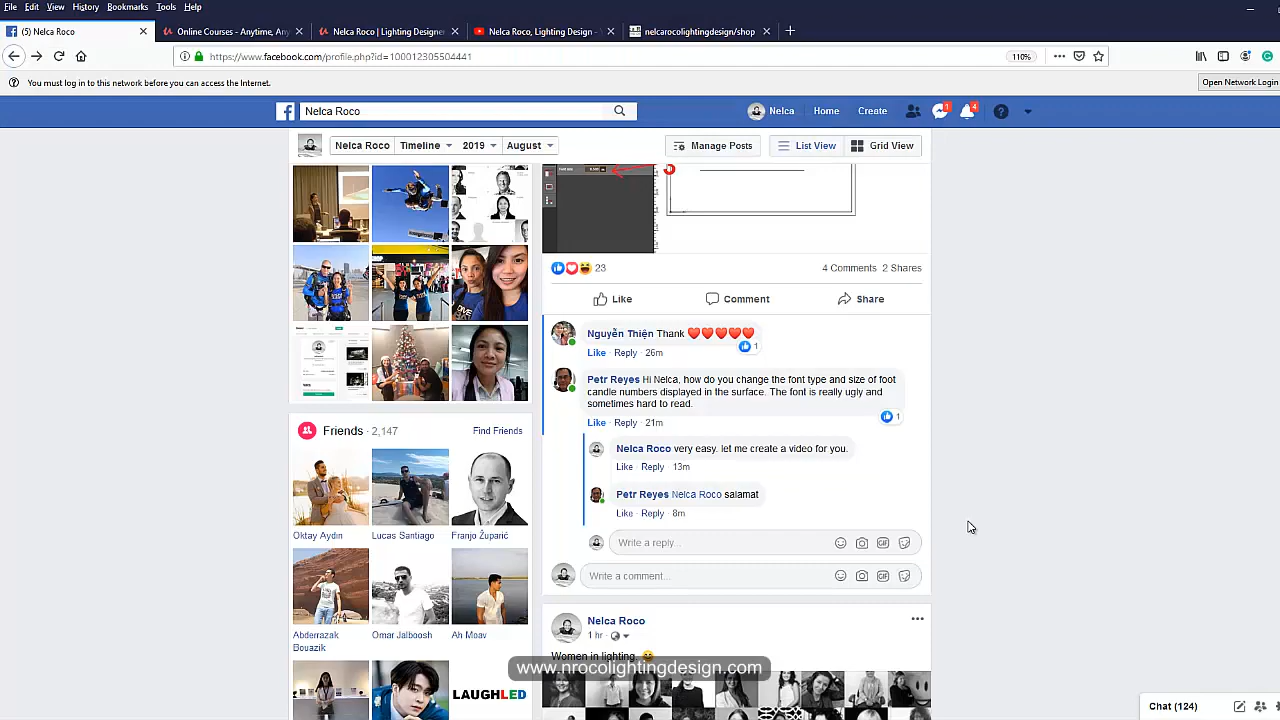 File Edit View History Bookmarks Tools Help
(5) Nelca Roco
Online Courses - Anytime, Any
Nelca Roco | Lighting Designer
Nelca Roco, Lighting Design -
nelcarocolightingdesign/shop
https://www.facebook.com/profile.php?id=100012305504441
110%
You must log in to this network before you can access the Internet.
Open Network Login
Nelca Roco
Nelca Home Create
1 4
Nelca Roco Timeline 2019 August
Manage Posts List View Grid View
23
4 Comments 2 Shares
Like Comment Share
Nguyễn Thiện Thank ❤️❤️❤️❤️❤️
1
Like · Reply 26m
Petr Reyes Hi Nelca, how do you change the font type and size of foot
candle numbers displayed in the surface. The font is really ugly and
sometimes hard to read.
1
Like · Reply 21m
Nelca Roco very easy. let me create a video for you.
Like · Reply 13m
Petr Reyes Nelca Roco salamat
Like · Reply 8m
Write a reply...
GIF
Write a comment...
GIF
Friends · 2,147 Find Friends
Oktay Aydın
Lucas Santiago
Franjo Župarić
Abderrazak
Bouazik
Omar Jalboosh
Ah Moav
LAUGHLED
Nelca Roco
1 hr ·
Women in lighting. 😄
www.nrocolightingdesign.com
Chat (124)